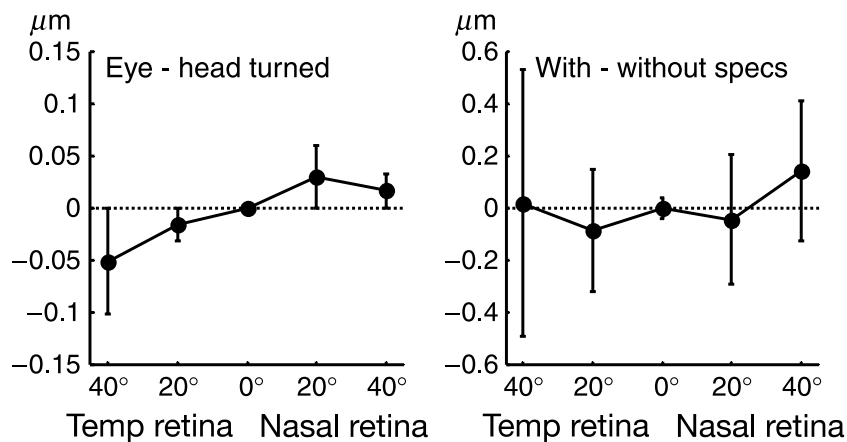 μm
Eye - head turned
0.15
0.1
0.05
0
−0.05
−0.1
−0.15
40° 20° 0° 20° 40°
Temp retina Nasal retina
μm
With - without specs
0.6
0.4
0.2
0
−0.2
−0.4
−0.6
40° 20° 0° 20° 40°
Temp retina Nasal retina